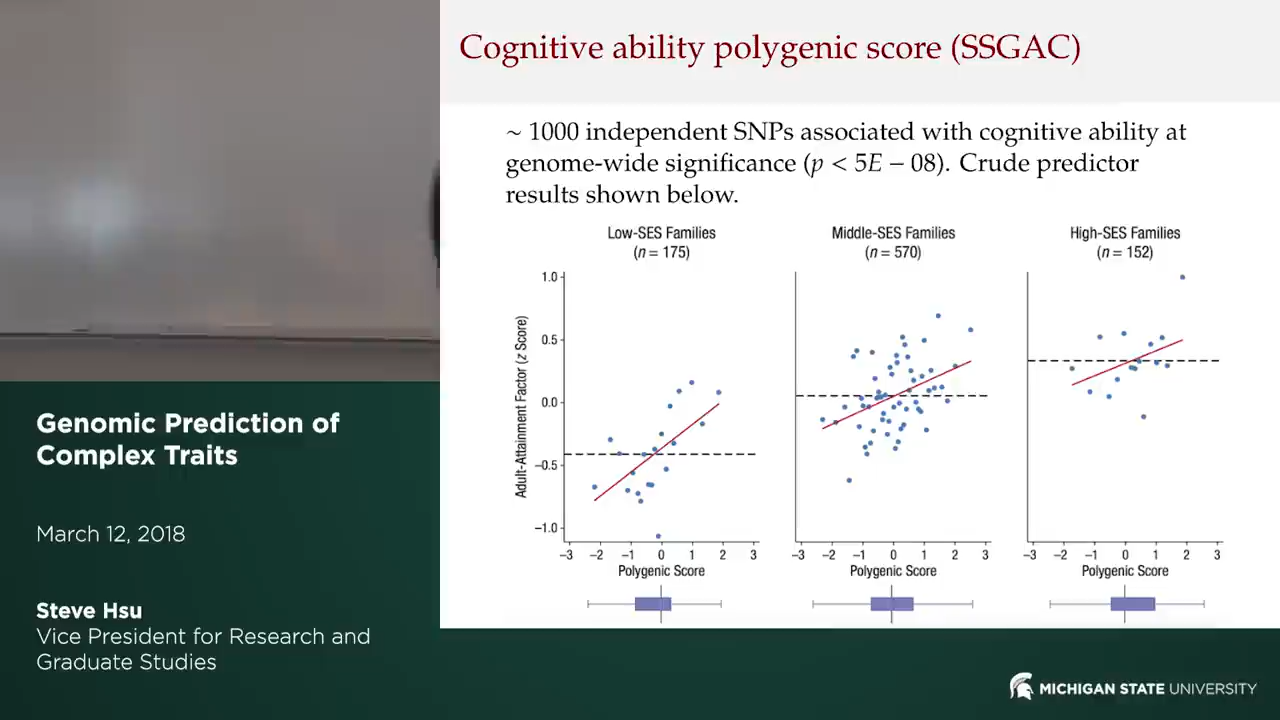 Cognitive ability polygenic score (SSGAC)
~ 1000 independent SNPs associated with cognitive ability at
genome-wide significance (p < 5E − 08). Crude predictor
results shown below.
Low-SES Families
(n = 175)
Middle-SES Families
(n = 570)
High-SES Families
(n = 152)
Adult-Attainment Factor (z Score)
1.0
0.5
0.0
−0.5
−1.0
−3 −2 −1 0 1 2 3
Polygenic Score
−3 −2 −1 0 1 2 3
Polygenic Score
−3 −2 −1 0 1 2 3
Polygenic Score
Genomic Prediction of
Complex Traits
March 12, 2018
Steve Hsu
Vice President for Research and
Graduate Studies
MICHIGAN STATE UNIVERSITY